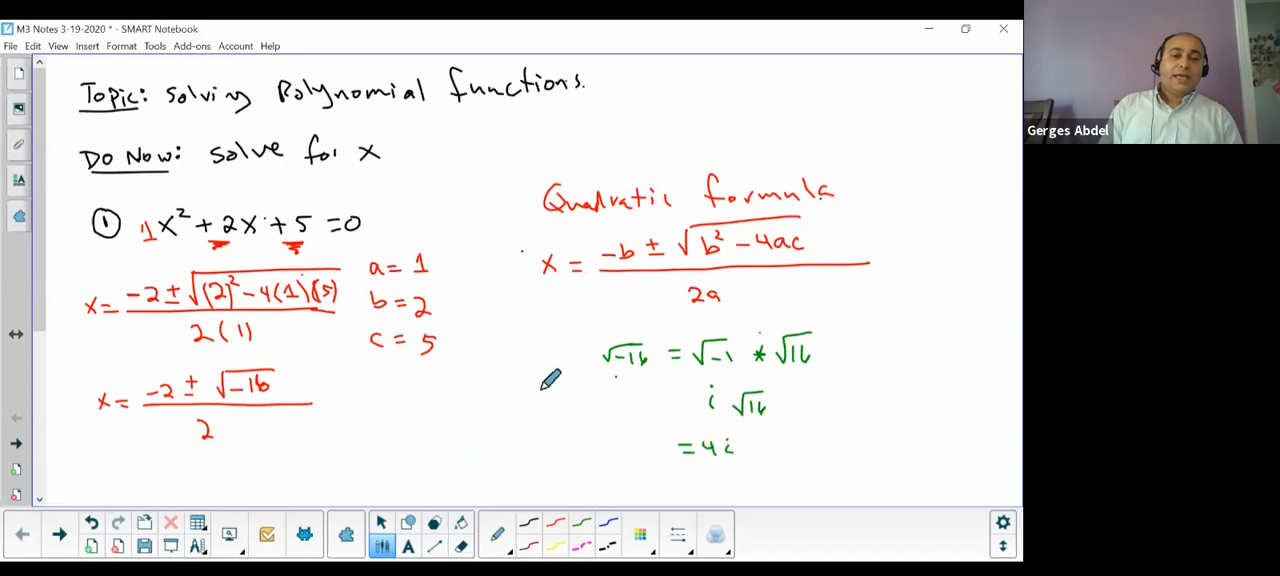 M3 Notes 3-19-2020 * - SMART Notebook
File Edit View Insert Format Tools Add-ons Account Help
Topic: Solving Polynomial functions.
Do Now: solve for x
① 1x² + 2x + 5 = 0
x = -2 ± √(2)² - 4(1)(5) / 2(1)
a = 1
b = 2
c = 5
x = -2 ± √-16 / 2
Quadratic formula
x = -b ± √b² - 4ac / 2a
√-16 = √-1 * √16
i √16
= 4i
Gerges Abdel